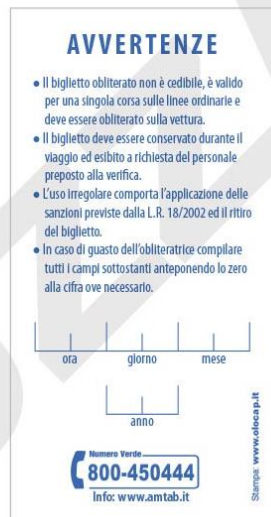 AVVERTENZE
• Il biglietto obliterato non è cedibile, è valido
per una singola corsa sulle linee ordinarie e
deve essere obliterato sulla vettura.
• Il biglietto deve essere conservato durante il
viaggio ed esibito a richiesta del personale
preposto alla verifica.
• L'uso irregolare comporta l'applicazione delle
sanzioni previste dalla L.R. 18/2002 ed il ritiro
del biglietto.
• In caso di guasto dell'obliteratrice compilare
tutti i campi sottostanti anteponendo lo zero
alla cifra ove necessario.
ora giorno mese
anno
Numero Verde
800-450444
Info: www.amtab.it
Stampa: www.olocap.it